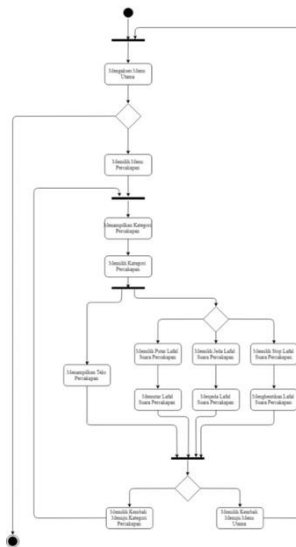 Mengakses Menu
Utama
Memilih Menu
Percakapan
Menampilkan Kategori
Percakapan
Memilih Kategori
Percakapan
Memilih Putar Lafal
Suara Percakapan
Memilih Jeda Lafal
Suara Percakapan
Memilih Stop Lafal
Suara Percakapan
Menampilkan Teks
Percakapan
Memutar Lafal
Suara Percakapan
Menjeda Lafal
Suara Percakapan
Menghentikan Lafal
Suara Percakapan
Memilih Kembali
Menuju Kategori
Percakapan
Memilih Kembali
Menuju Menu
Utama